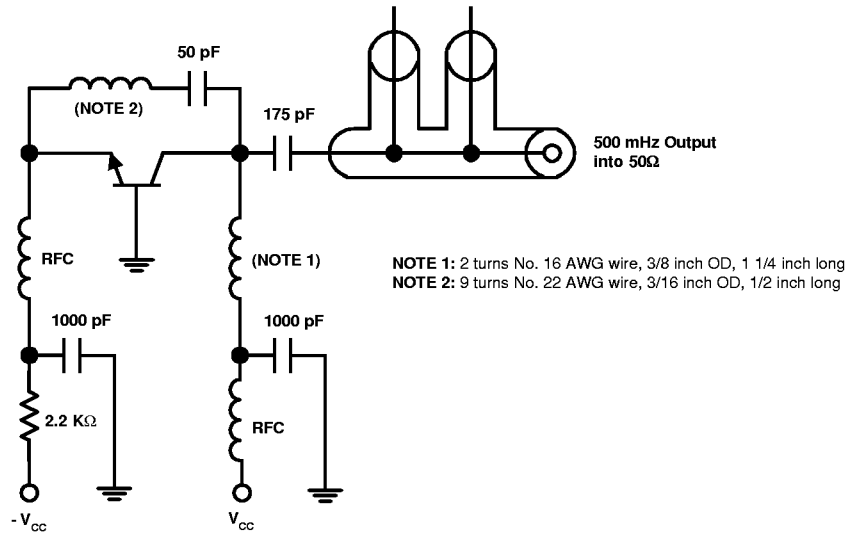 50 pF
(NOTE 2)
175 pF
500 mHz Output
into 50Ω
RFC
(NOTE 1)
NOTE 1: 2 turns No. 16 AWG wire, 3/8 inch OD, 1 1/4 inch long
NOTE 2: 9 turns No. 22 AWG wire, 3/16 inch OD, 1/2 inch long
1000 pF
1000 pF
2.2 KΩ
RFC
- VCC
VCC